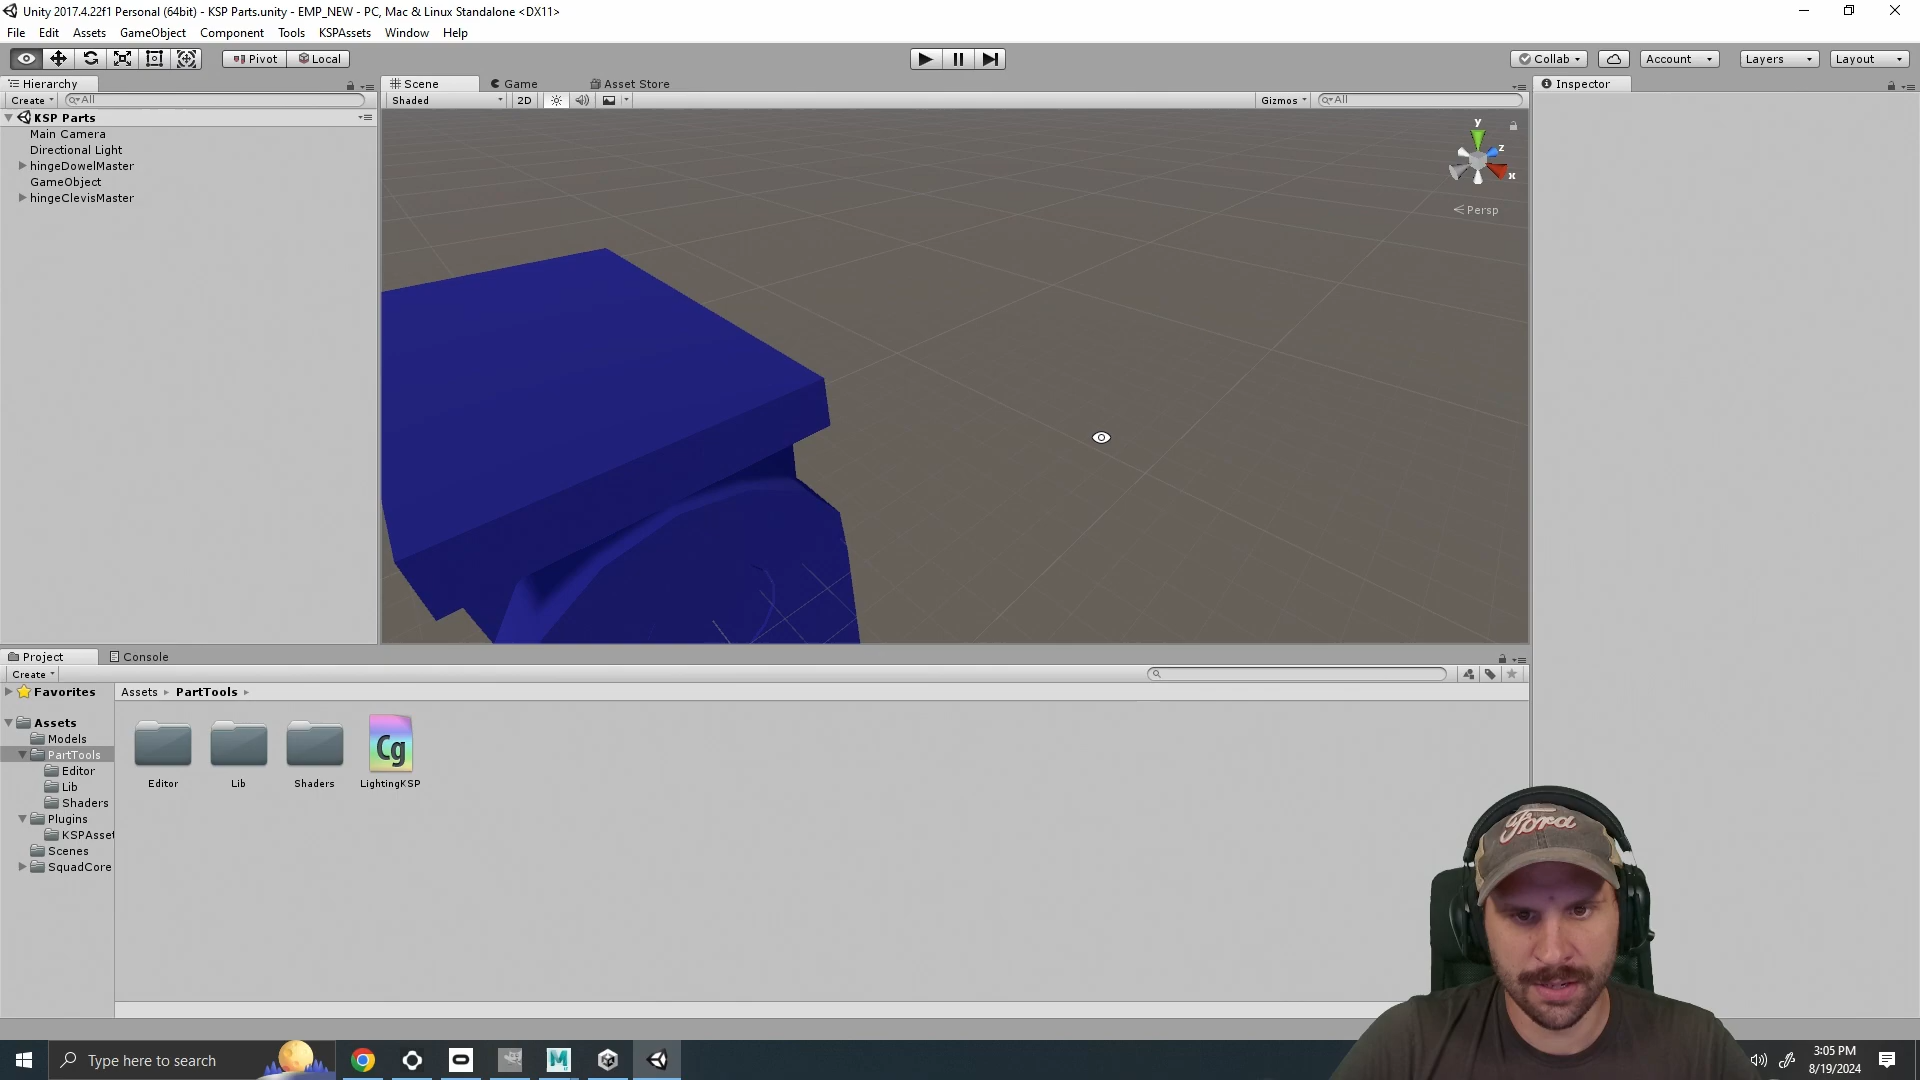 Unity 2017.4.22f1 Personal (64bit) - KSP Parts.unity - EMP_NEW - PC, Mac & Linux Standalone <DX11>
File Edit Assets GameObject Component Tools KSPAssets Window Help
Pivot Local Collab Account Layers Layout
Hierarchy Scene Game Asset Store Inspector
Create All Shaded 2D Gizmos All
KSP Parts
Main Camera
Directional Light
hingeDowelMaster
GameObject
hingeClevisMaster
y
z
x
Persp
Project Console
Create
Favorites Assets PartTools
Assets
Models
PartTools
Editor
Lib
Shaders
Plugins
KSPAsset
Scenes
SquadCore
Cg
Editor Lib Shaders LightingKSP
Fora
Type here to search
3:05 PM
8/19/2024